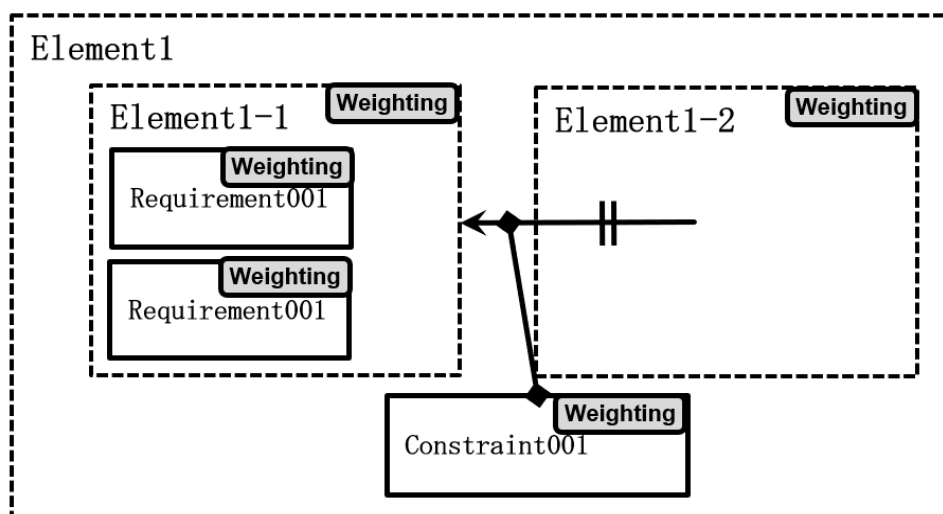 Element1
Weighting
Element1-1
Weighting
Element1-2
Weighting
Requirement001
Weighting
Requirement001
Weighting
Constraint001